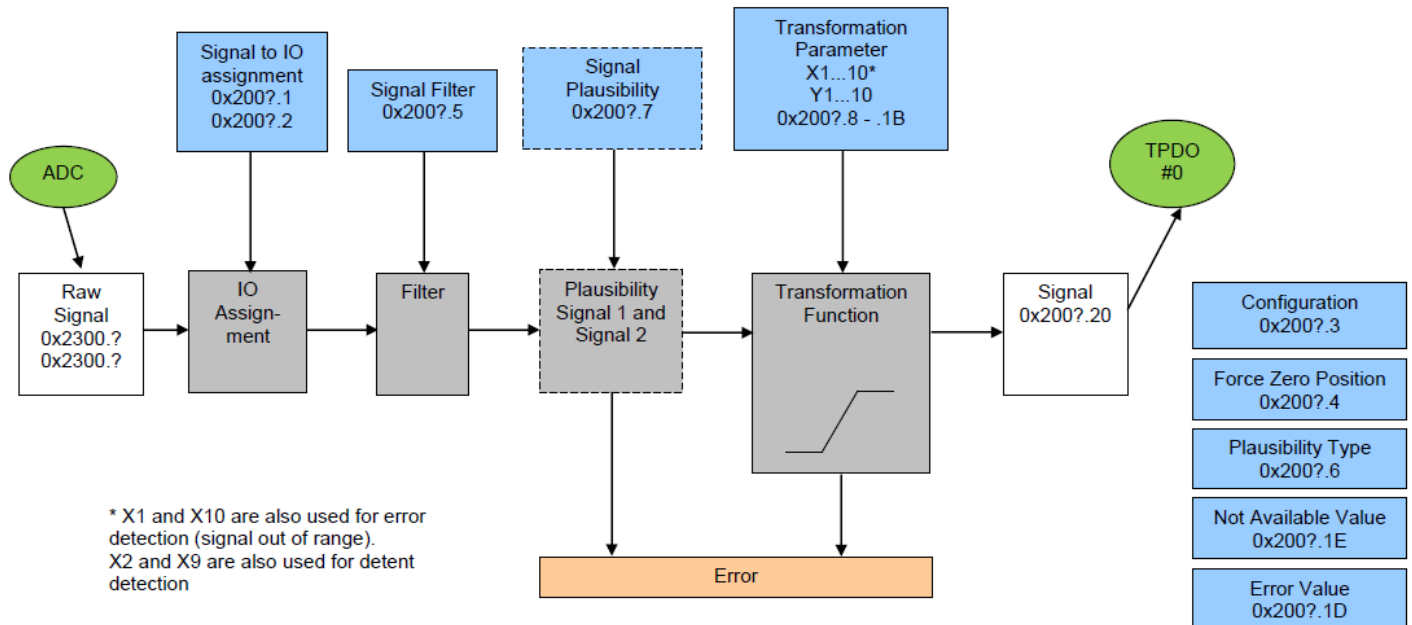 Signal to IO
assignment
0x200?.1
0x200?.2
Signal Filter
0x200?.5
Signal
Plausibility
0x200?.7
Transformation
Parameter
X1...10*
Y1...10
0x200?.8 - .1B
ADC
TPDO
#0
Raw
Signal
0x2300.?
0x2300.?
IO
Assign-
ment
Filter
Plausibility
Signal 1 and
Signal 2
Transformation
Function
Signal
0x200?.20
Configuration
0x200?.3
Force Zero Position
0x200?.4
Plausibility Type
0x200?.6
Not Available Value
0x200?.1E
Error Value
0x200?.1D
* X1 and X10 are also used for error
detection (signal out of range).
X2 and X9 are also used for detent
detection
Error